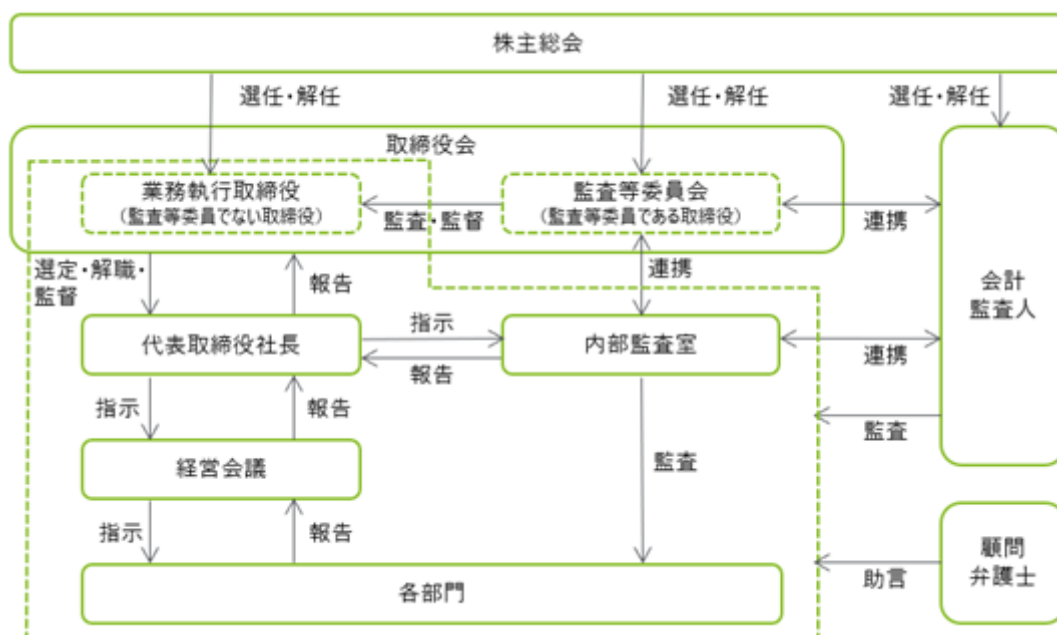 株主総会
選任・解任
選任・解任
選任・解任
取締役会
業務執行取締役
（監査等委員でない取締役）
監査・監督
監査等委員会
（監査等委員である取締役）
連携
会計
監査人
選定・解職・
監督
報告
連携
代表取締役社長
指示
報告
内部監査室
連携
指示
報告
監査
経営会議
監査
指示
報告
顧問
弁護士
助言
各部門